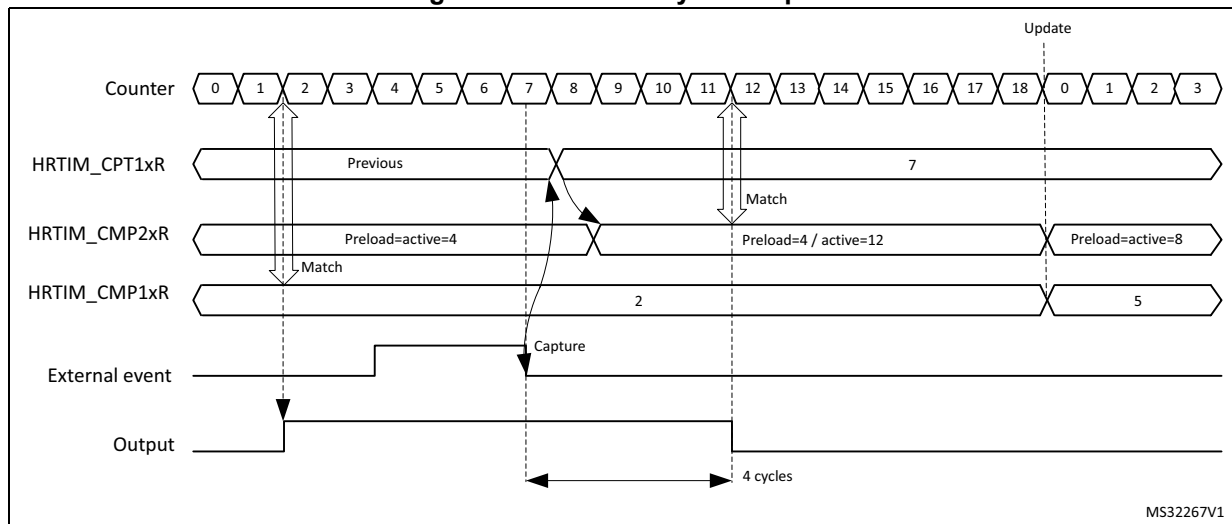 Update
Counter 0 1 2 3 4 5 6 7 8 9 10 11 12 13 14 15 16 17 18 0 1 2 3
HRTIM_CPT1xR Previous 7
Match
HRTIM_CMP2xR Preload=active=4 Preload=4 / active=12 Preload=active=8
Match
HRTIM_CMP1xR 2 5
Capture
External event
Output
4 cycles
MS32267V1